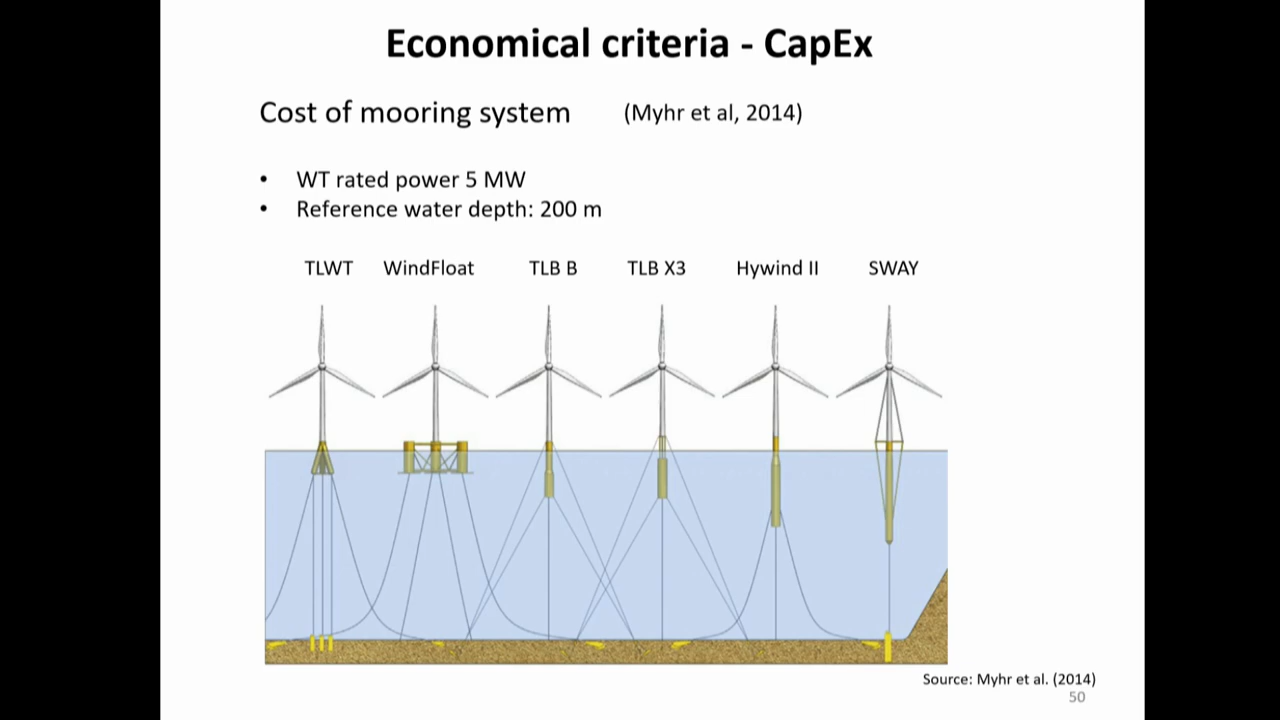 Economical criteria - CapEx
Cost of mooring system (Myhr et al, 2014)
• WT rated power 5 MW
• Reference water depth: 200 m
TLWT WindFloat TLB B TLB X3 Hywind II SWAY
Source: Myhr et al. (2014)
50